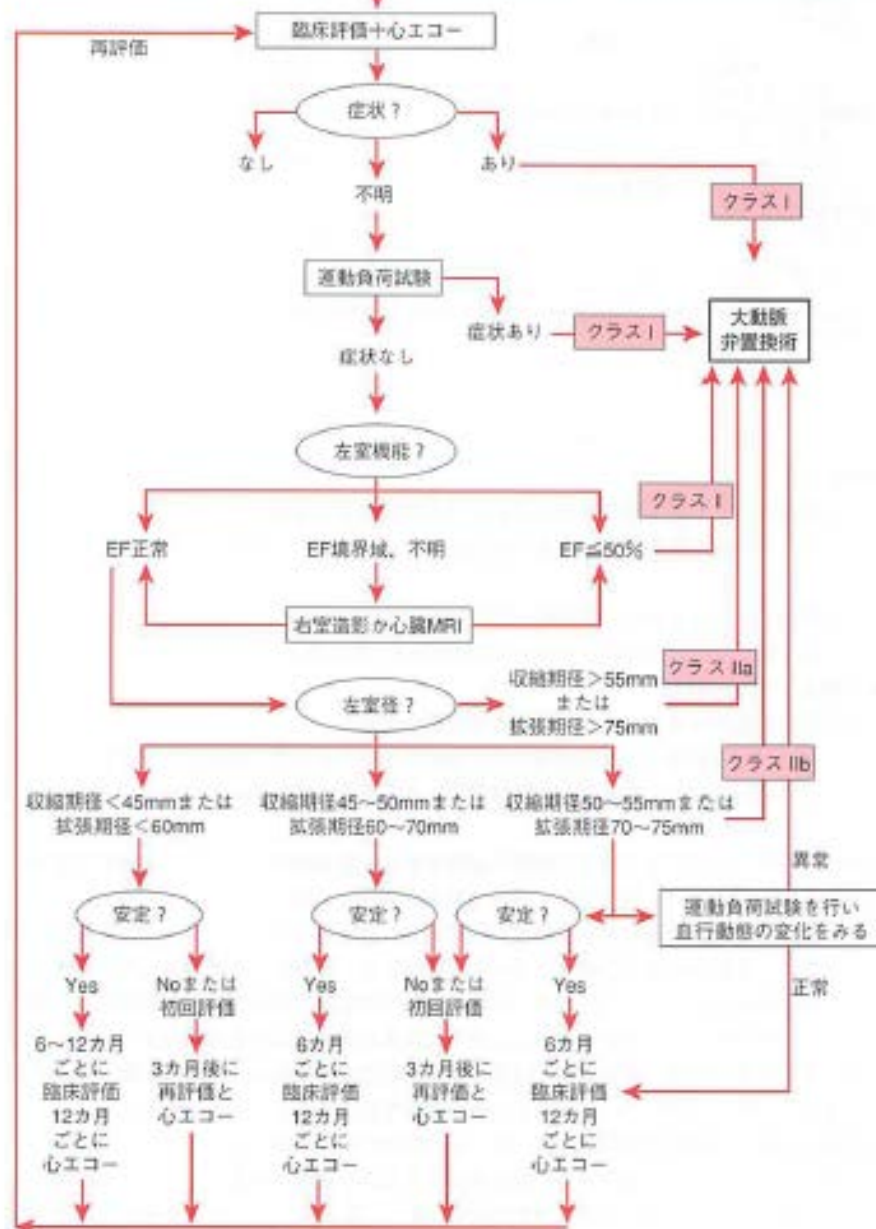 臨床評価+心エコー
再評価
症状?
なし
あり
不明
クラスI
運動負荷試験
大動脈
弁置換術
症状あり
クラスI
症状なし
左室機能?
クラスI
EF正常
EF境界域、不明
EF≦50%
右室造影か心臓MRI
クラスIIa
収縮期径>55mm
または
拡張期径>75mm
左室径?
クラスIIb
収縮期径<45mmまたは
拡張期径<60mm
収縮期径45~50mmまたは
拡張期径60~70mm
収縮期径50~55mmまたは
拡張期径70~75mm
異常
安定?
安定?
安定?
運動負荷試験を行い
血行動態の変化をみる
正常
Yes
Noまたは
初回評価
Yes
Noまたは
初回評価
Yes
6~12カ月
ごとに
臨床評価
12カ月
ごとに
心エコー
3カ月後に
再評価と
心エコー
6カ月
ごとに
臨床評価
12カ月
ごとに
心エコー
3カ月後に
再評価と
心エコー
6カ月
ごとに
臨床評価
12カ月
ごとに
心エコー